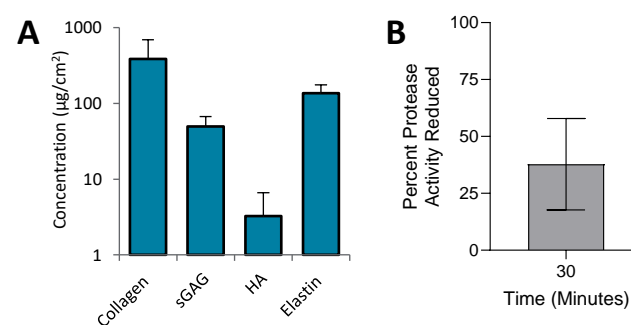 A
Concentration (µg/cm²)
1000
100
10
1
Collagen
sGAG
HA
Elastin
B
Percent Protease
Activity Reduced
100
75
50
25
0
30
Time (Minutes)